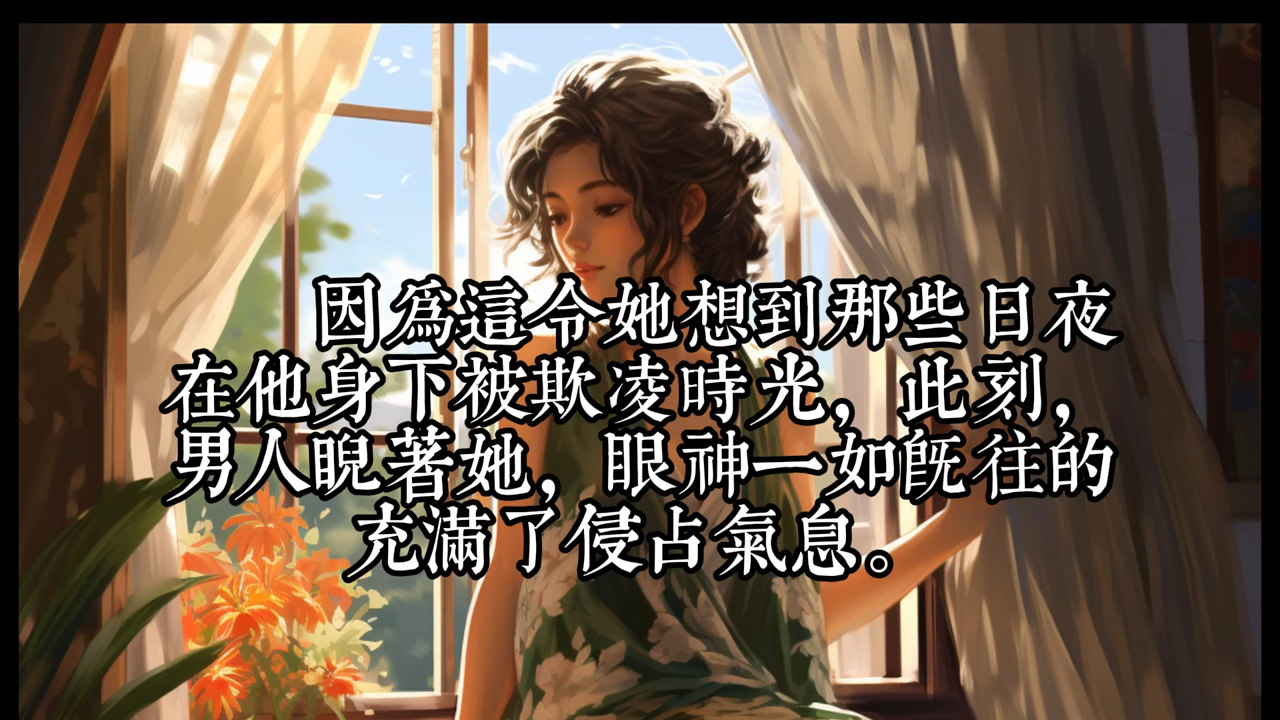 因爲這令她想到那些日夜
在他身下被欺凌時光，此刻，
男人睨著她，眼神一如既往的
充滿了侵占氣息。